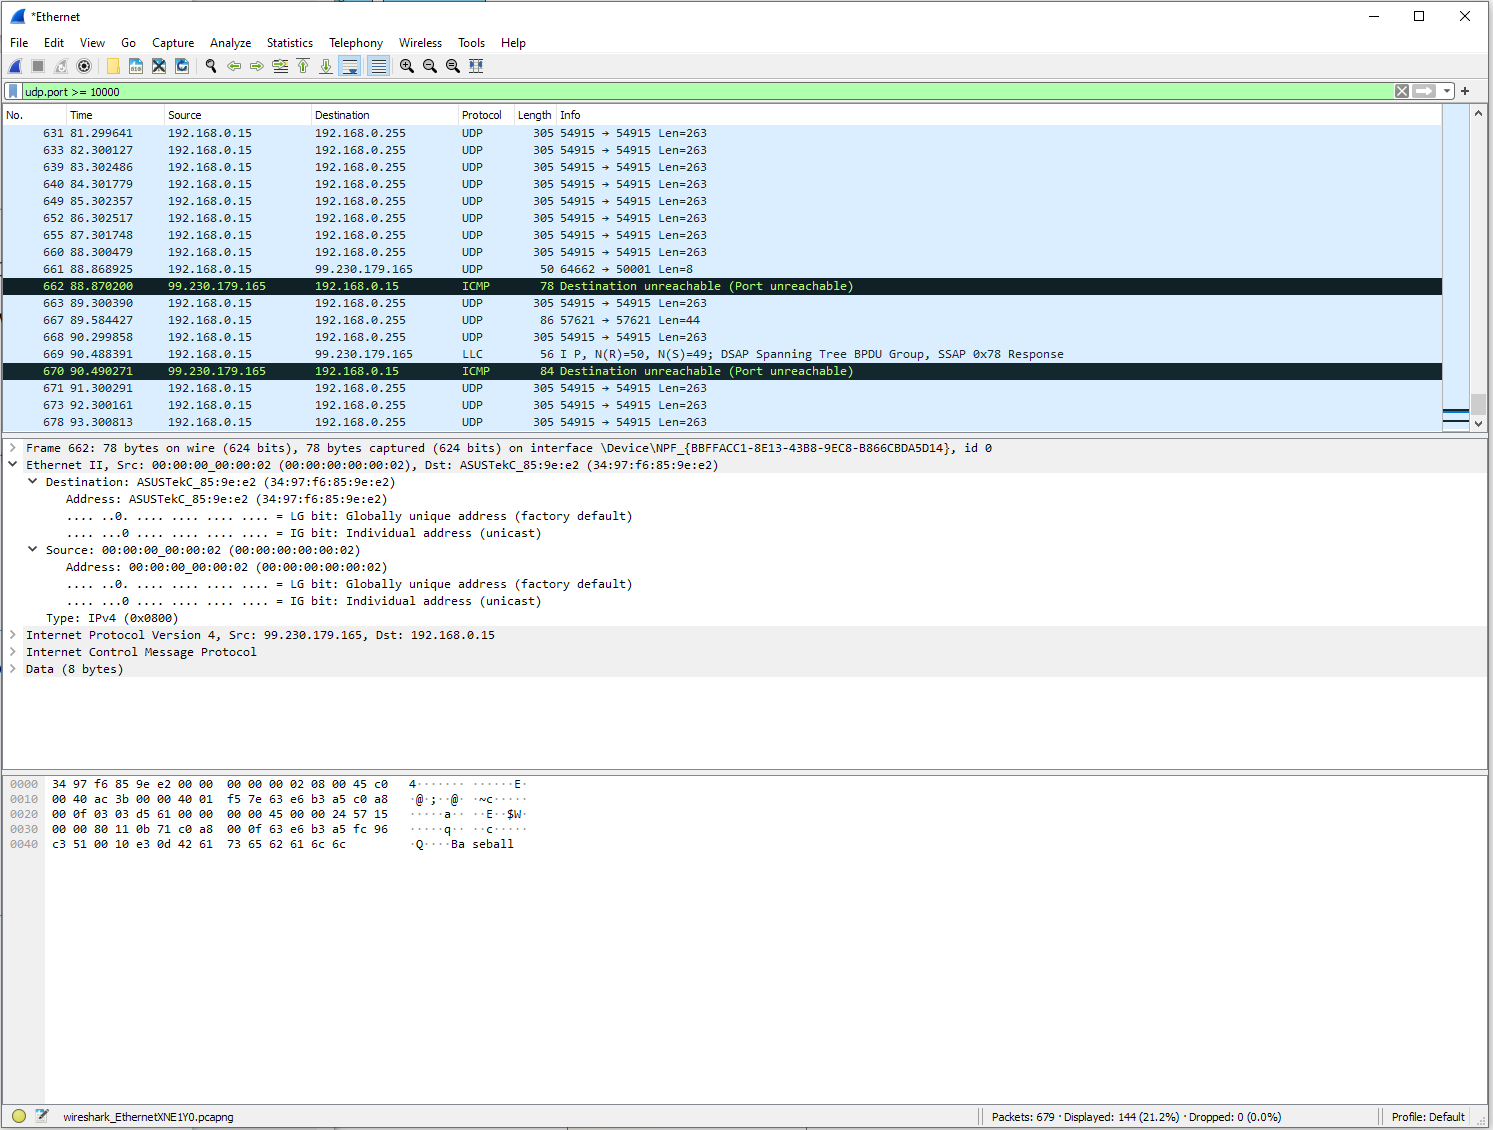 *Ethernet
File Edit View Go Capture Analyze Statistics Telephony Wireless Tools Help
udp.port >= 10000
No. Time Source Destination Protocol Length Info
631 81.299641 192.168.0.15 192.168.0.255 UDP 305 54915 → 54915 Len=263
633 82.300127 192.168.0.15 192.168.0.255 UDP 305 54915 → 54915 Len=263
639 83.302486 192.168.0.15 192.168.0.255 UDP 305 54915 → 54915 Len=263
640 84.301779 192.168.0.15 192.168.0.255 UDP 305 54915 → 54915 Len=263
649 85.302357 192.168.0.15 192.168.0.255 UDP 305 54915 → 54915 Len=263
652 86.302517 192.168.0.15 192.168.0.255 UDP 305 54915 → 54915 Len=263
655 87.301748 192.168.0.15 192.168.0.255 UDP 305 54915 → 54915 Len=263
660 88.300479 192.168.0.15 192.168.0.255 UDP 305 54915 → 54915 Len=263
661 88.868925 192.168.0.15 99.230.179.165 UDP 50 64662 → 50001 Len=8
662 88.870200 99.230.179.165 192.168.0.15 ICMP 78 Destination unreachable (Port unreachable)
663 89.300390 192.168.0.15 192.168.0.255 UDP 305 54915 → 54915 Len=263
667 89.584427 192.168.0.15 192.168.0.255 UDP 86 57621 → 57621 Len=44
668 90.299858 192.168.0.15 192.168.0.255 UDP 305 54915 → 54915 Len=263
669 90.488391 192.168.0.15 99.230.179.165 LLC 56 I P, N(R)=50, N(S)=49; DSAP Spanning Tree BPDU Group, SSAP 0x78 Response
670 90.490271 99.230.179.165 192.168.0.15 ICMP 84 Destination unreachable (Port unreachable)
671 91.300291 192.168.0.15 192.168.0.255 UDP 305 54915 → 54915 Len=263
673 92.300161 192.168.0.15 192.168.0.255 UDP 305 54915 → 54915 Len=263
678 93.300813 192.168.0.15 192.168.0.255 UDP 305 54915 → 54915 Len=263
Frame 662: 78 bytes on wire (624 bits), 78 bytes captured (624 bits) on interface \Device\NPF_{BBFFACC1-8E13-43B8-9EC8-B866CBDA5D14}, id 0
Ethernet II, Src: 00:00:00_00:00:02 (00:00:00:00:00:02), Dst: ASUSTekC_85:9e:e2 (34:97:f6:85:9e:e2)
Destination: ASUSTekC_85:9e:e2 (34:97:f6:85:9e:e2)
Address: ASUSTekC_85:9e:e2 (34:97:f6:85:9e:e2)
.... ..0. .... .... .... .... = LG bit: Globally unique address (factory default)
.... ...0 .... .... .... .... = IG bit: Individual address (unicast)
Source: 00:00:00_00:00:02 (00:00:00:00:00:02)
Address: 00:00:00_00:00:02 (00:00:00:00:00:02)
.... ..0. .... .... .... .... = LG bit: Globally unique address (factory default)
.... ...0 .... .... .... .... = IG bit: Individual address (unicast)
Type: IPv4 (0x0800)
Internet Protocol Version 4, Src: 99.230.179.165, Dst: 192.168.0.15
Internet Control Message Protocol
Data (8 bytes)
0000 34 97 f6 85 9e e2 00 00 00 00 00 02 08 00 45 c0 4······· ······E·
0010 00 40 ac 3b 00 00 40 01 f5 7e 63 e6 b3 a5 c0 a8 ·@·;··@· ·~c·····
0020 00 0f 03 03 d5 61 00 00 00 00 45 00 00 24 57 15 ·····a·· ··E··$W·
0030 00 00 80 11 0b 71 c0 a8 00 0f 63 e6 b3 a5 fc 96 ·····q·· ··c·····
0040 c3 51 00 10 e3 0d 42 61 73 65 62 61 6c 6c ·Q····Ba seball
wireshark_EthernetXNE1Y0.pcapng
Packets: 679 · Displayed: 144 (21.2%) · Dropped: 0 (0.0%)
Profile: Default